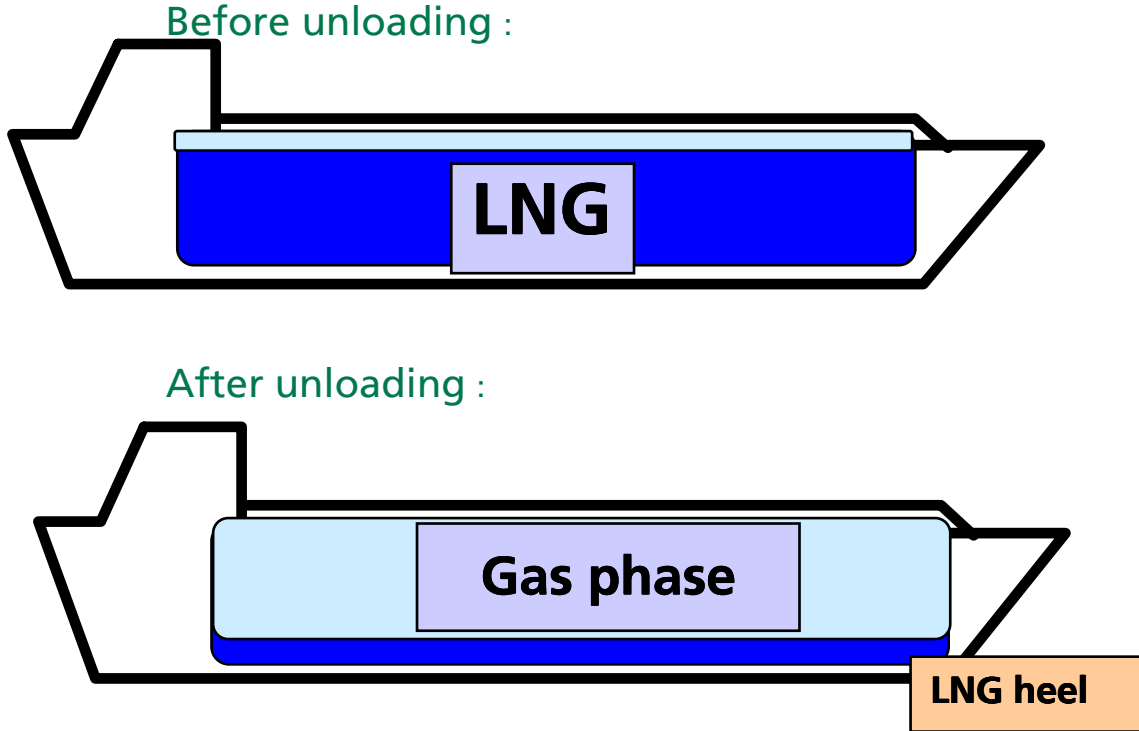 Before unloading :
LNG
After unloading :
Gas phase
LNG heel